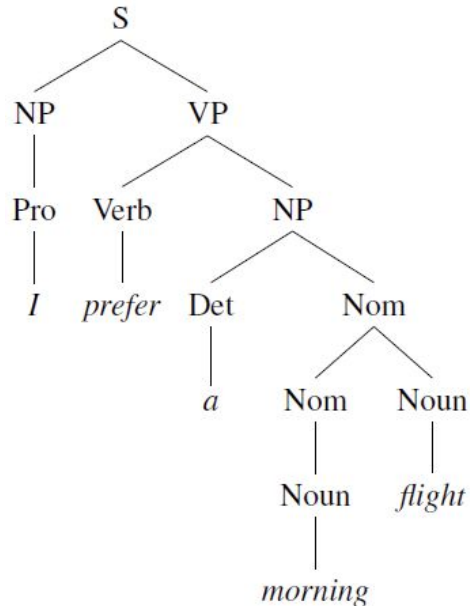 S
NP VP
Pro Verb NP
I prefer Det Nom
a Nom Noun
Noun flight
morning